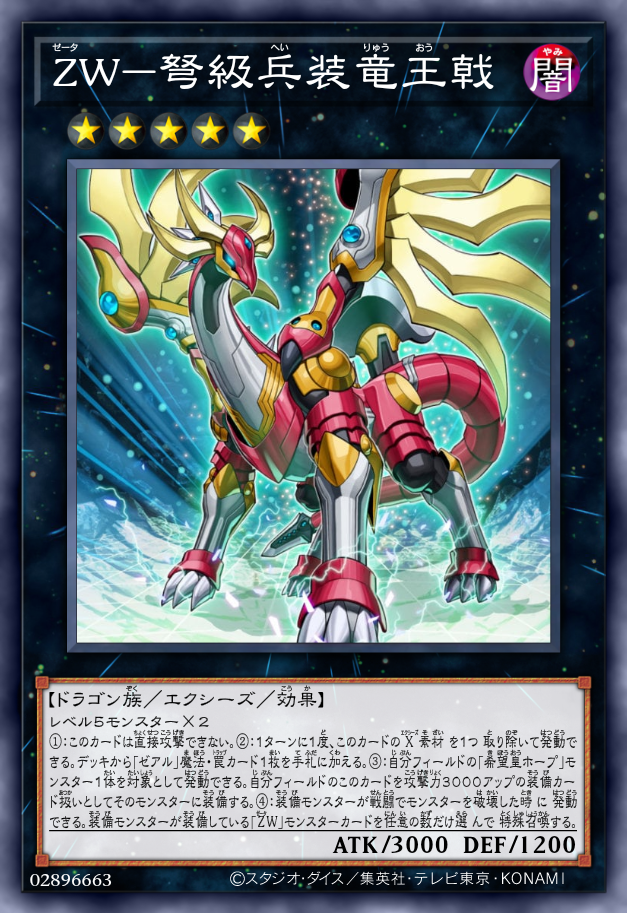 ZW－弩級兵装竜王戟
闇
【ドラゴン族／エクシーズ／効果】
レベル５モンスター×２
①：このカードは直接攻撃できない。②：1ターンに1度、このカードのX素材を1つ取り除いて発動で
きる。デッキから「ゼアル」魔法・罠カード1枚を手札に加える。③：自分フィールドの「希望皇ホープ」モ
ンスター1体を対象として発動できる。自分フィールドのこのカードを攻撃力3000アップの装備カー
ド扱いとしてそのモンスターに装備する。④：装備モンスターが戦闘でモンスターを破壊した時に発動
できる。装備モンスターが装備している「ZW」モンスターカードを任意の数だけ選んで特殊召喚する。
ATK/3000 DEF/1200
02896663
©スタジオ・ダイス／集英社・テレビ東京・KONAMI